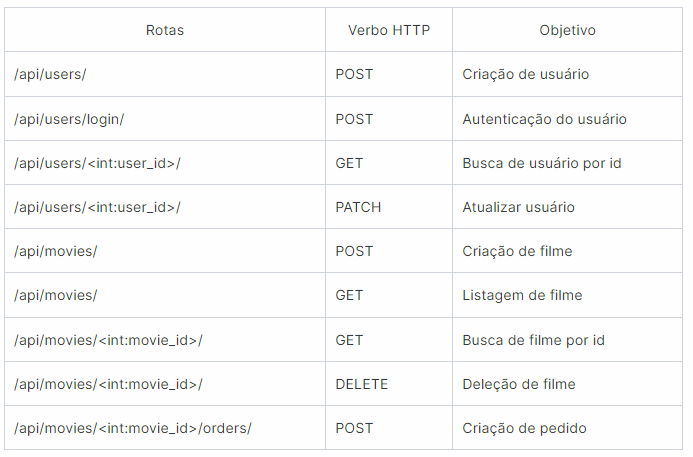 Rotas Verbo HTTP Objetivo
/api/users/ POST Criação de usuário
/api/users/login/ POST Autenticação do usuário
/api/users/<int:user_id>/ GET Busca de usuário por id
/api/users/<int:user_id>/ PATCH Atualizar usuário
/api/movies/ POST Criação de filme
/api/movies/ GET Listagem de filme
/api/movies/<int:movie_id>/ GET Busca de filme por id
/api/movies/<int:movie_id>/ DELETE Deleção de filme
/api/movies/<int:movie_id>/orders/ POST Criação de pedido